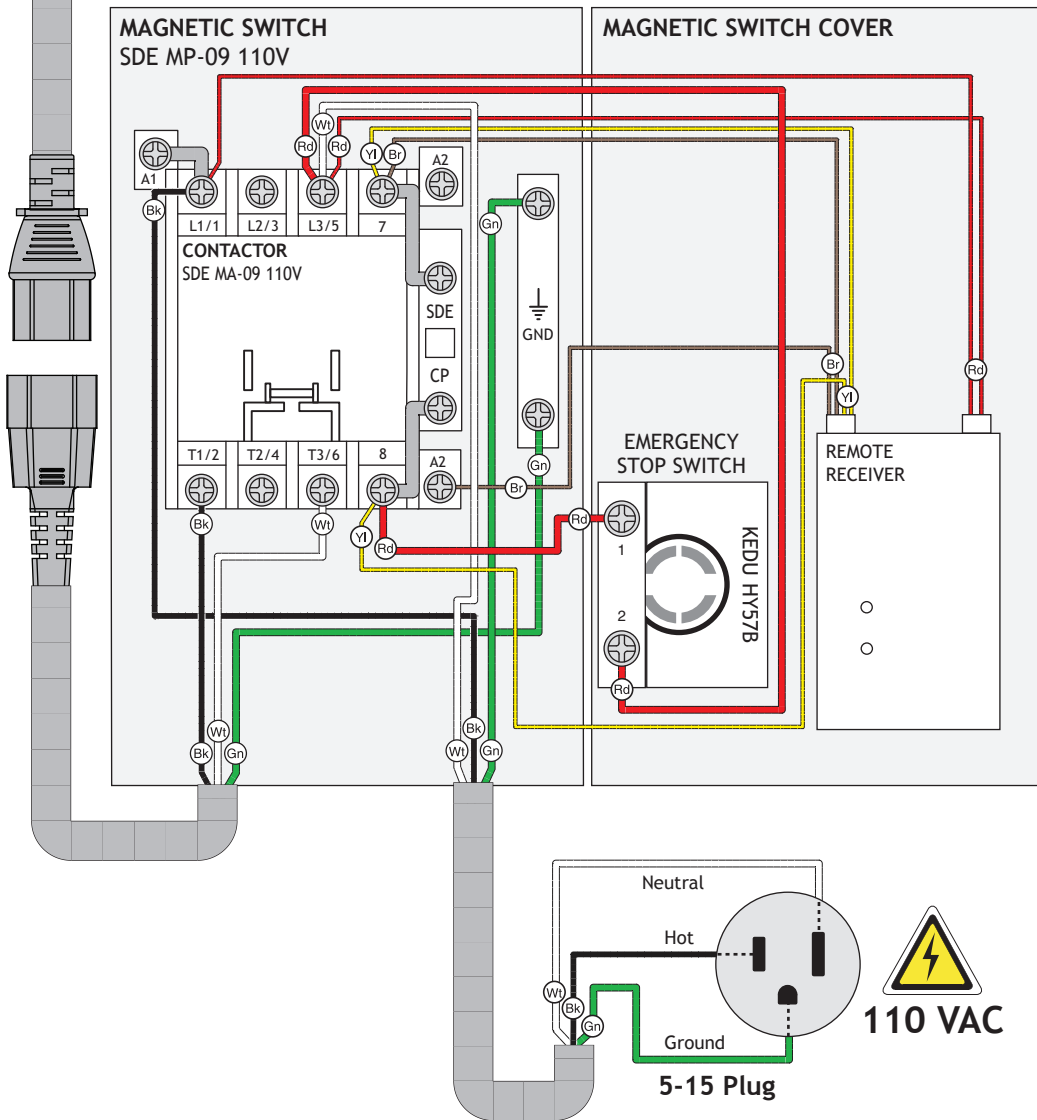 MAGNETIC SWITCH
SDE MP-09 110V
MAGNETIC SWITCH COVER
Wt
Rd
Rd
Yl
Br
A1
A2
Bk
L1/1
L2/3
L3/5
7
Gn
CONTACTOR
SDE MA-09 110V
SDE
GND
CP
Br
Rd
Yl
T1/2
T2/4
T3/6
8
A2
EMERGENCY
STOP SWITCH
REMOTE
RECEIVER
Gn
Br
Bk
Wt
Yl
Rd
Rd
1
KEDU HY57B
2
Rd
Wt
Bk
Bk
Gn
Wt
Gn
Neutral
Hot
Wt
Bk
Gn
Ground
110 VAC
5-15 Plug